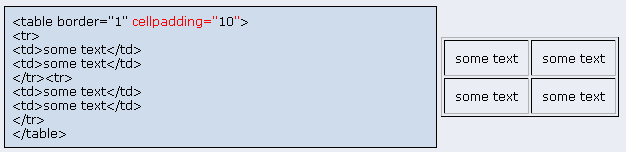 <table border="1" cellpadding="10">
<tr>
<td>some text</td>
<td>some text</td>
</tr><tr>
<td>some text</td>
<td>some text</td>
</tr>
</table>
some text some text
some text some text